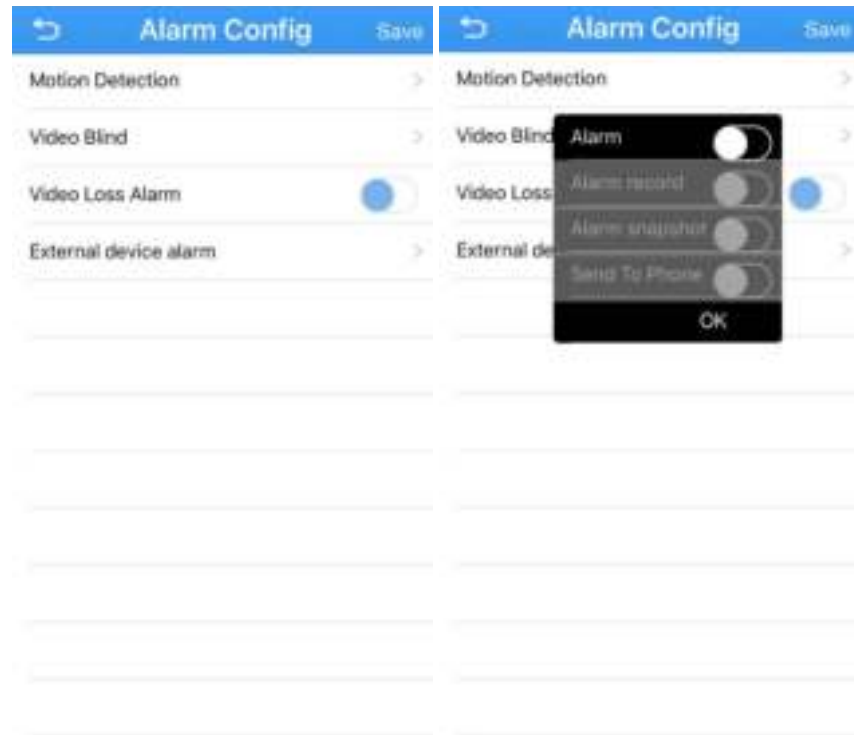 Alarm Config Save
Motion Detection
Video Blind
Video Loss Alarm
External device alarm
Alarm Config Save
Motion Detection
Video Blind
Video Loss
External de
Alarm
Alarm record
Alarm snapshot
Send To Phone
OK